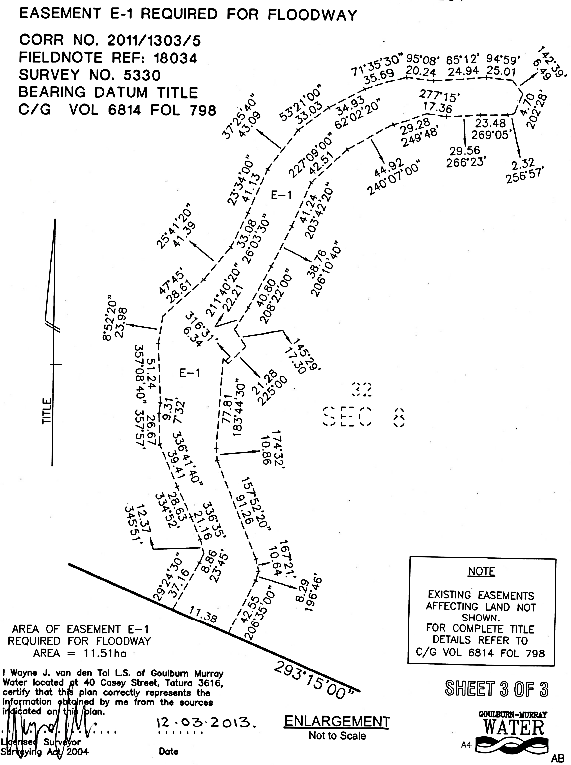 EASEMENT E-1 REQUIRED FOR FLOODWAY
CORR NO. 2011/1303/5
FIELDNOTE REF: 18034
SURVEY NO. 5330
BEARING DATUM TITLE
C/G VOL 6814 FOL 798
71°35'30"
35.69
95°08'
20.24
85°12'
24.94
94°59'
25.01
142°39'
6.49
4.70
202°28'
53°21'00"
33.03
34.93
62°02'20"
277°15'
17.36
37°25'40"
43.09
29.28
249°48'
23.48
269°05'
29.56
266°23'
2.32
256°57'
227°09'00"
42.51
44.92
240°07'00"
23°34'00"
41.13
E-1
41.24
203°42'20"
25°41'20"
41.39
33.08
26°03'30"
38.76
206°10'40"
47°45'
28.61
211°40'20"
22.21
40.80
208°22'00"
8°52'20"
23.98
316°31'
6.34
145°29'
17.30
E-1
51.24
357°08'40"
21.28
225°00'
32
SEC 8
TITLE
9.31
7°32'
77.81
183°44'30"
26.67
357°57'
174°32'
10.86
336°41'40"
39.41
28.63
334°52'
157°52'20"
91.26
12.37
345°51'
336°35'
21.16
167°21'
10.64
8.86
23°45'
8.29
196°46'
29°24'30"
37.16
11.38
42.55
206°35'00"
293°15'00"
NOTE
EXISTING EASEMENTS
AFFECTING LAND NOT
SHOWN.
FOR COMPLETE TITLE
DETAILS REFER TO
C/G VOL 6814 FOL 798
AREA OF EASEMENT E-1
REQUIRED FOR FLOODWAY
AREA = 11.51ha
I Wayne J. van den Tol L.S. of Goulburn Murray
Water located at 40 Casey Street, Tatura 3616,
certify that this plan correctly represents the
information obtained by me from the sources
indicated on this plan.
12-03-2013.
Licensed Surveyor
Surveying Act 2004
Date
ENLARGEMENT
Not to Scale
SHEET 3 OF 3
GOULBURN-MURRAY
WATER
A4
AB